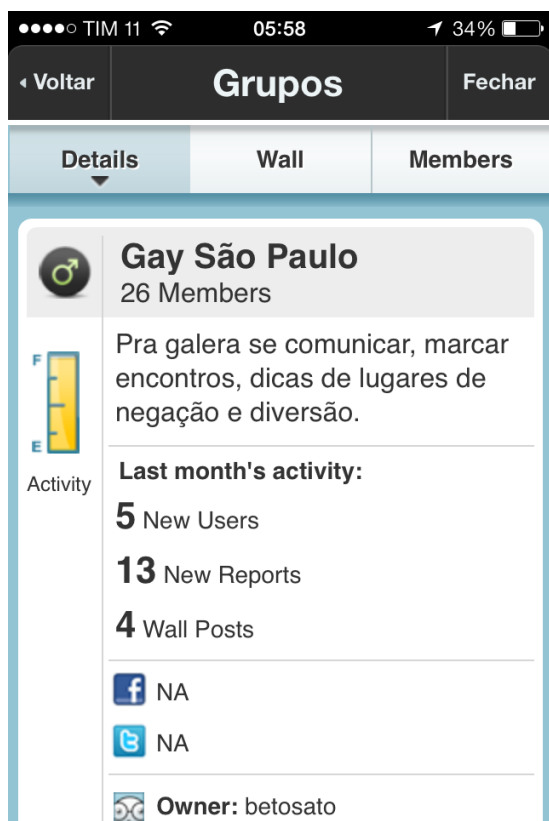 TIM 11 05:58 34%
Voltar Grupos Fechar
Details Wall Members
Gay São Paulo
26 Members
Pra galera se comunicar, marcar
encontros, dicas de lugares de
negação e diversão.
F
E
Activity
Last month's activity:
5 New Users
13 New Reports
4 Wall Posts
f NA
t NA
Owner: betosato